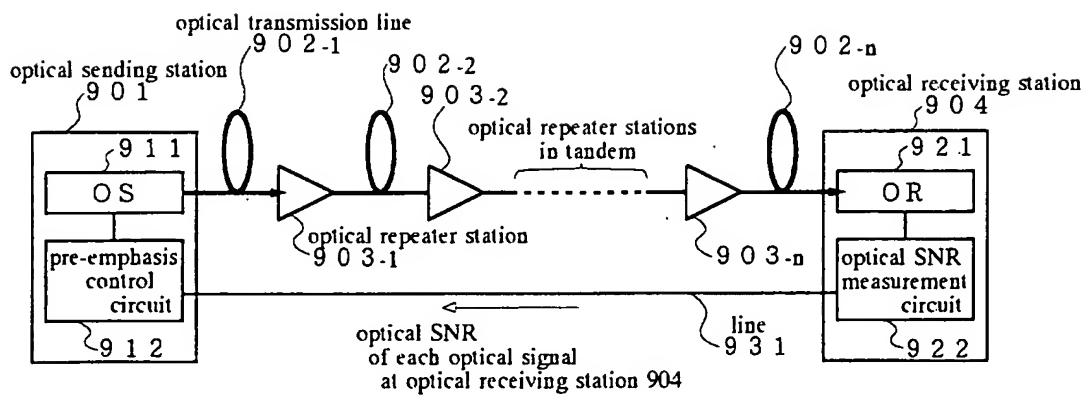 optical transmission line
902-1
902-n
optical sending station
901
902-2
903-2
optical receiving station
904
911
optical repeater stations
in tandem
921
OS
OR
optical repeater station
903-1
903-n
pre-emphasis
control
circuit
optical SNR
measurement
circuit
912
optical SNR
of each optical signal
at optical receiving station 904
line
931
922